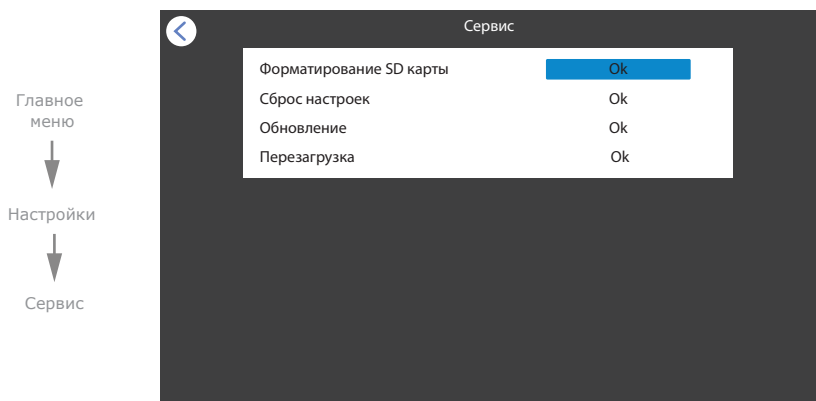 Главное
меню
Настройки
Сервис
Сервис
Форматирование SD карты Ok
Сброс настроек Ok
Обновление Ok
Перезагрузка Ok